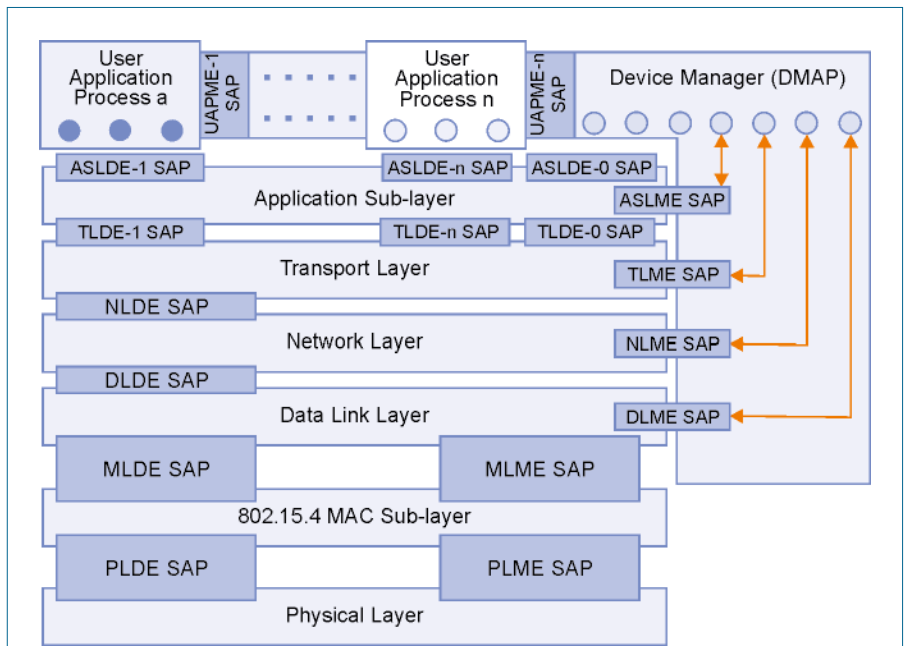 User
Application
Process a
UAPME-1
SAP
User
Application
Process n
UAPME-n
SAP
Device Manager (DMAP)
ASLDE-1 SAP
ASLDE-n SAP
ASLDE-0 SAP
Application Sub-layer
ASLME SAP
TLDE-1 SAP
TLDE-n SAP
TLDE-0 SAP
Transport Layer
TLME SAP
NLDE SAP
Network Layer
NLME SAP
DLDE SAP
Data Link Layer
DLME SAP
MLDE SAP
MLME SAP
802.15.4 MAC Sub-layer
PLDE SAP
PLME SAP
Physical Layer